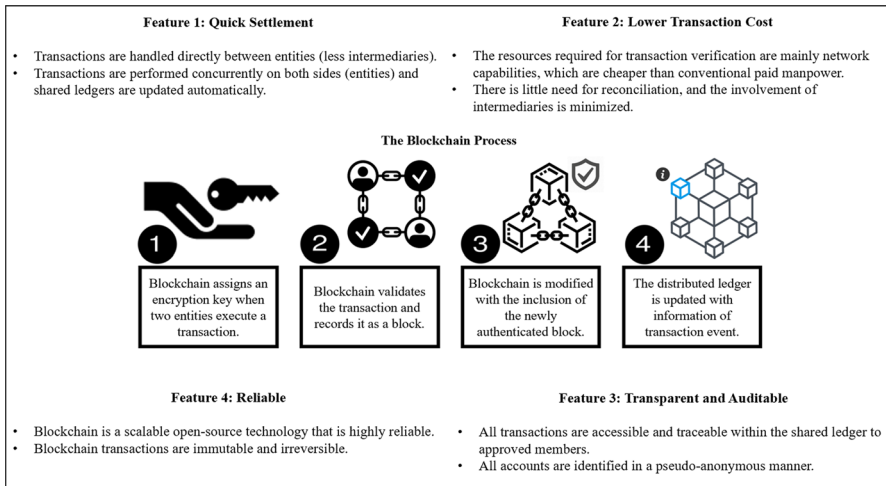 Feature 1: Quick Settlement
• Transactions are handled directly between entities (less intermediaries).
• Transactions are performed concurrently on both sides (entities) and
shared ledgers are updated automatically.
Feature 2: Lower Transaction Cost
• The resources required for transaction verification are mainly network
capabilities, which are cheaper than conventional paid manpower.
• There is little need for reconciliation, and the involvement of
intermediaries is minimized.
The Blockchain Process
1
Blockchain assigns an
encryption key when
two entities execute a
transaction.
2
Blockchain validates
the transaction and
records it as a block.
3
Blockchain is modified
with the inclusion of
the newly
authenticated block.
i
4
The distributed ledger
is updated with
information of
transaction event.
Feature 4: Reliable
• Blockchain is a scalable open-source technology that is highly reliable.
• Blockchain transactions are immutable and irreversible.
Feature 3: Transparent and Auditable
• All transactions are accessible and traceable within the shared ledger to
approved members.
• All accounts are identified in a pseudo-anonymous manner.